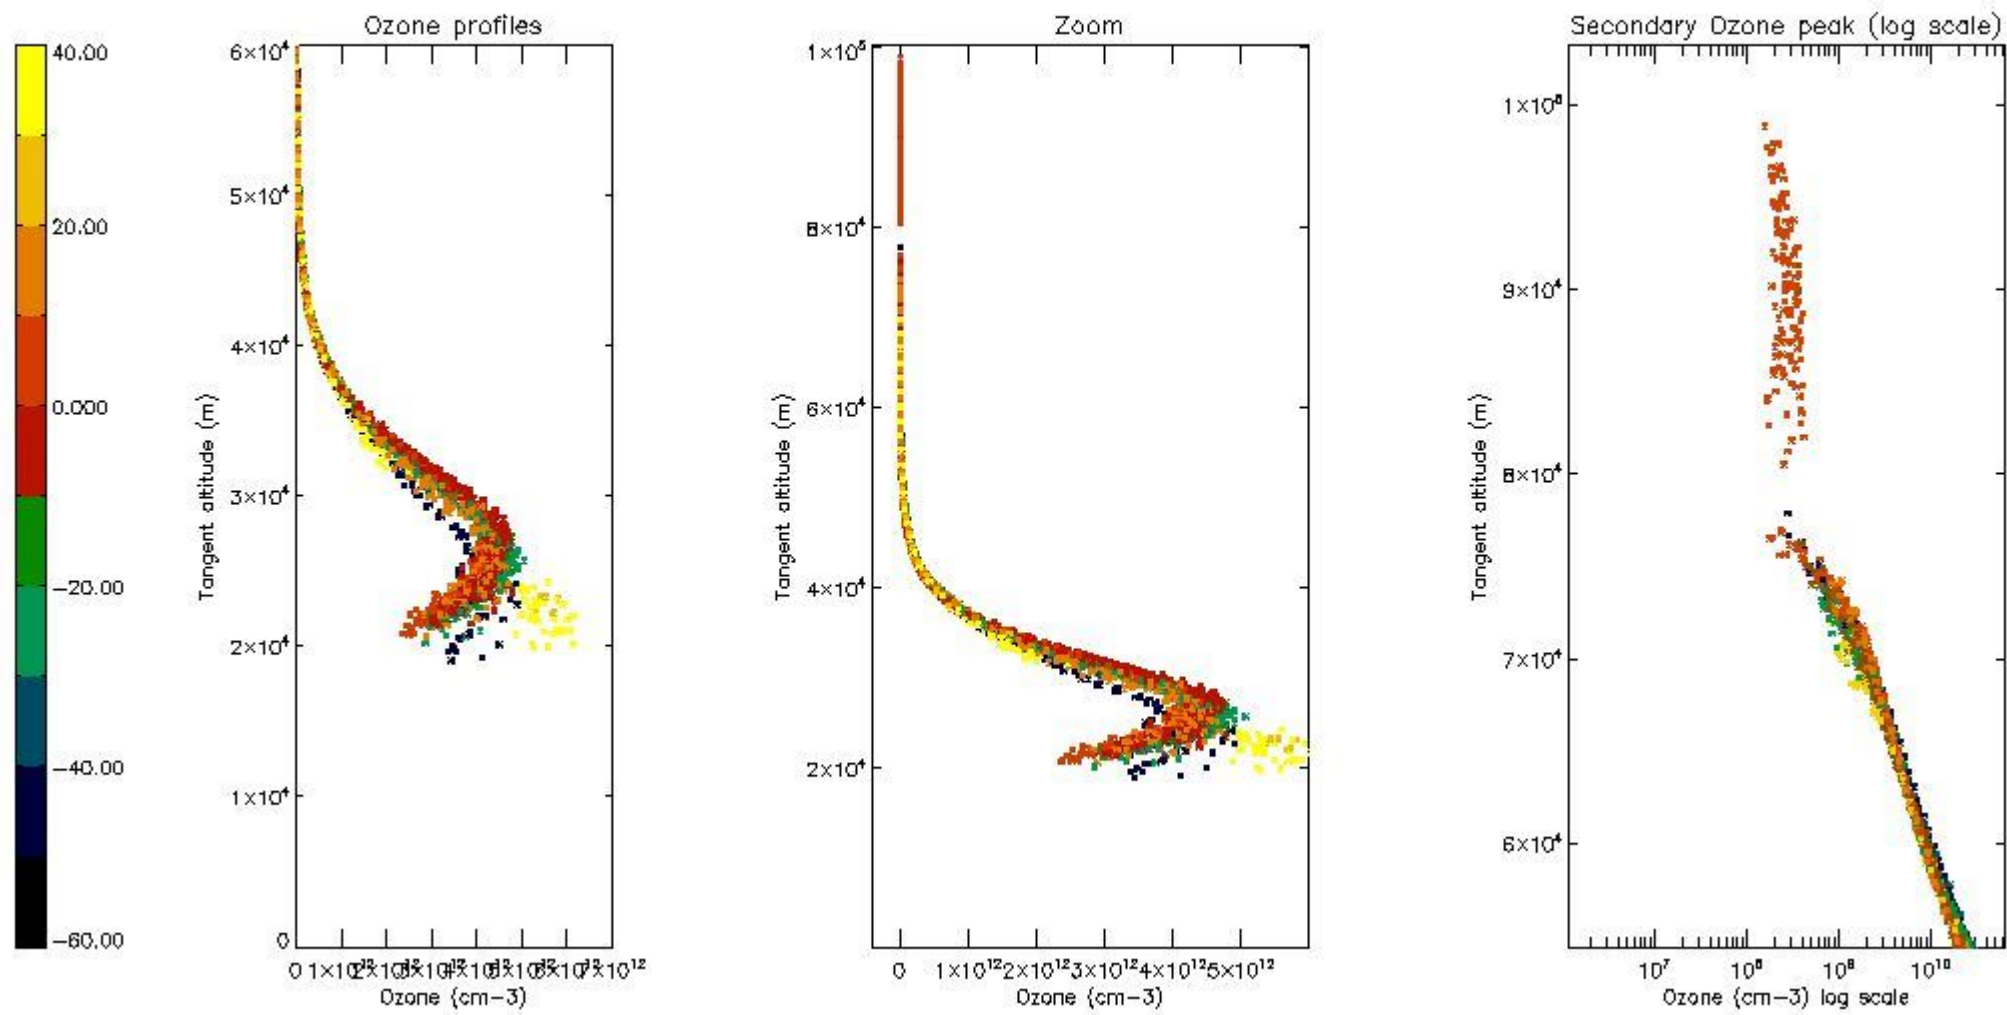 Ozone profiles
Zoom
Secondary Ozone peak (log scale)
40.00
20.00
0.000
−20.00
−40.00
−60.00
6×10⁴
5×10⁴
4×10⁴
3×10⁴
2×10⁴
1×10⁴
0
Tangent altitude (m)
0
Ozone (cm−3)
1×10⁵
8×10⁴
6×10⁴
4×10⁴
2×10⁴
Tangent altitude (m)
0 1×10¹² 2×10¹² 3×10¹² 4×10¹² 5×10¹²
Ozone (cm−3)
9×10⁴
8×10⁴
7×10⁴
6×10⁴
Tangent altitude (m)
10⁷ 10⁸ 10⁹ 10¹⁰
Ozone (cm−3) log scale